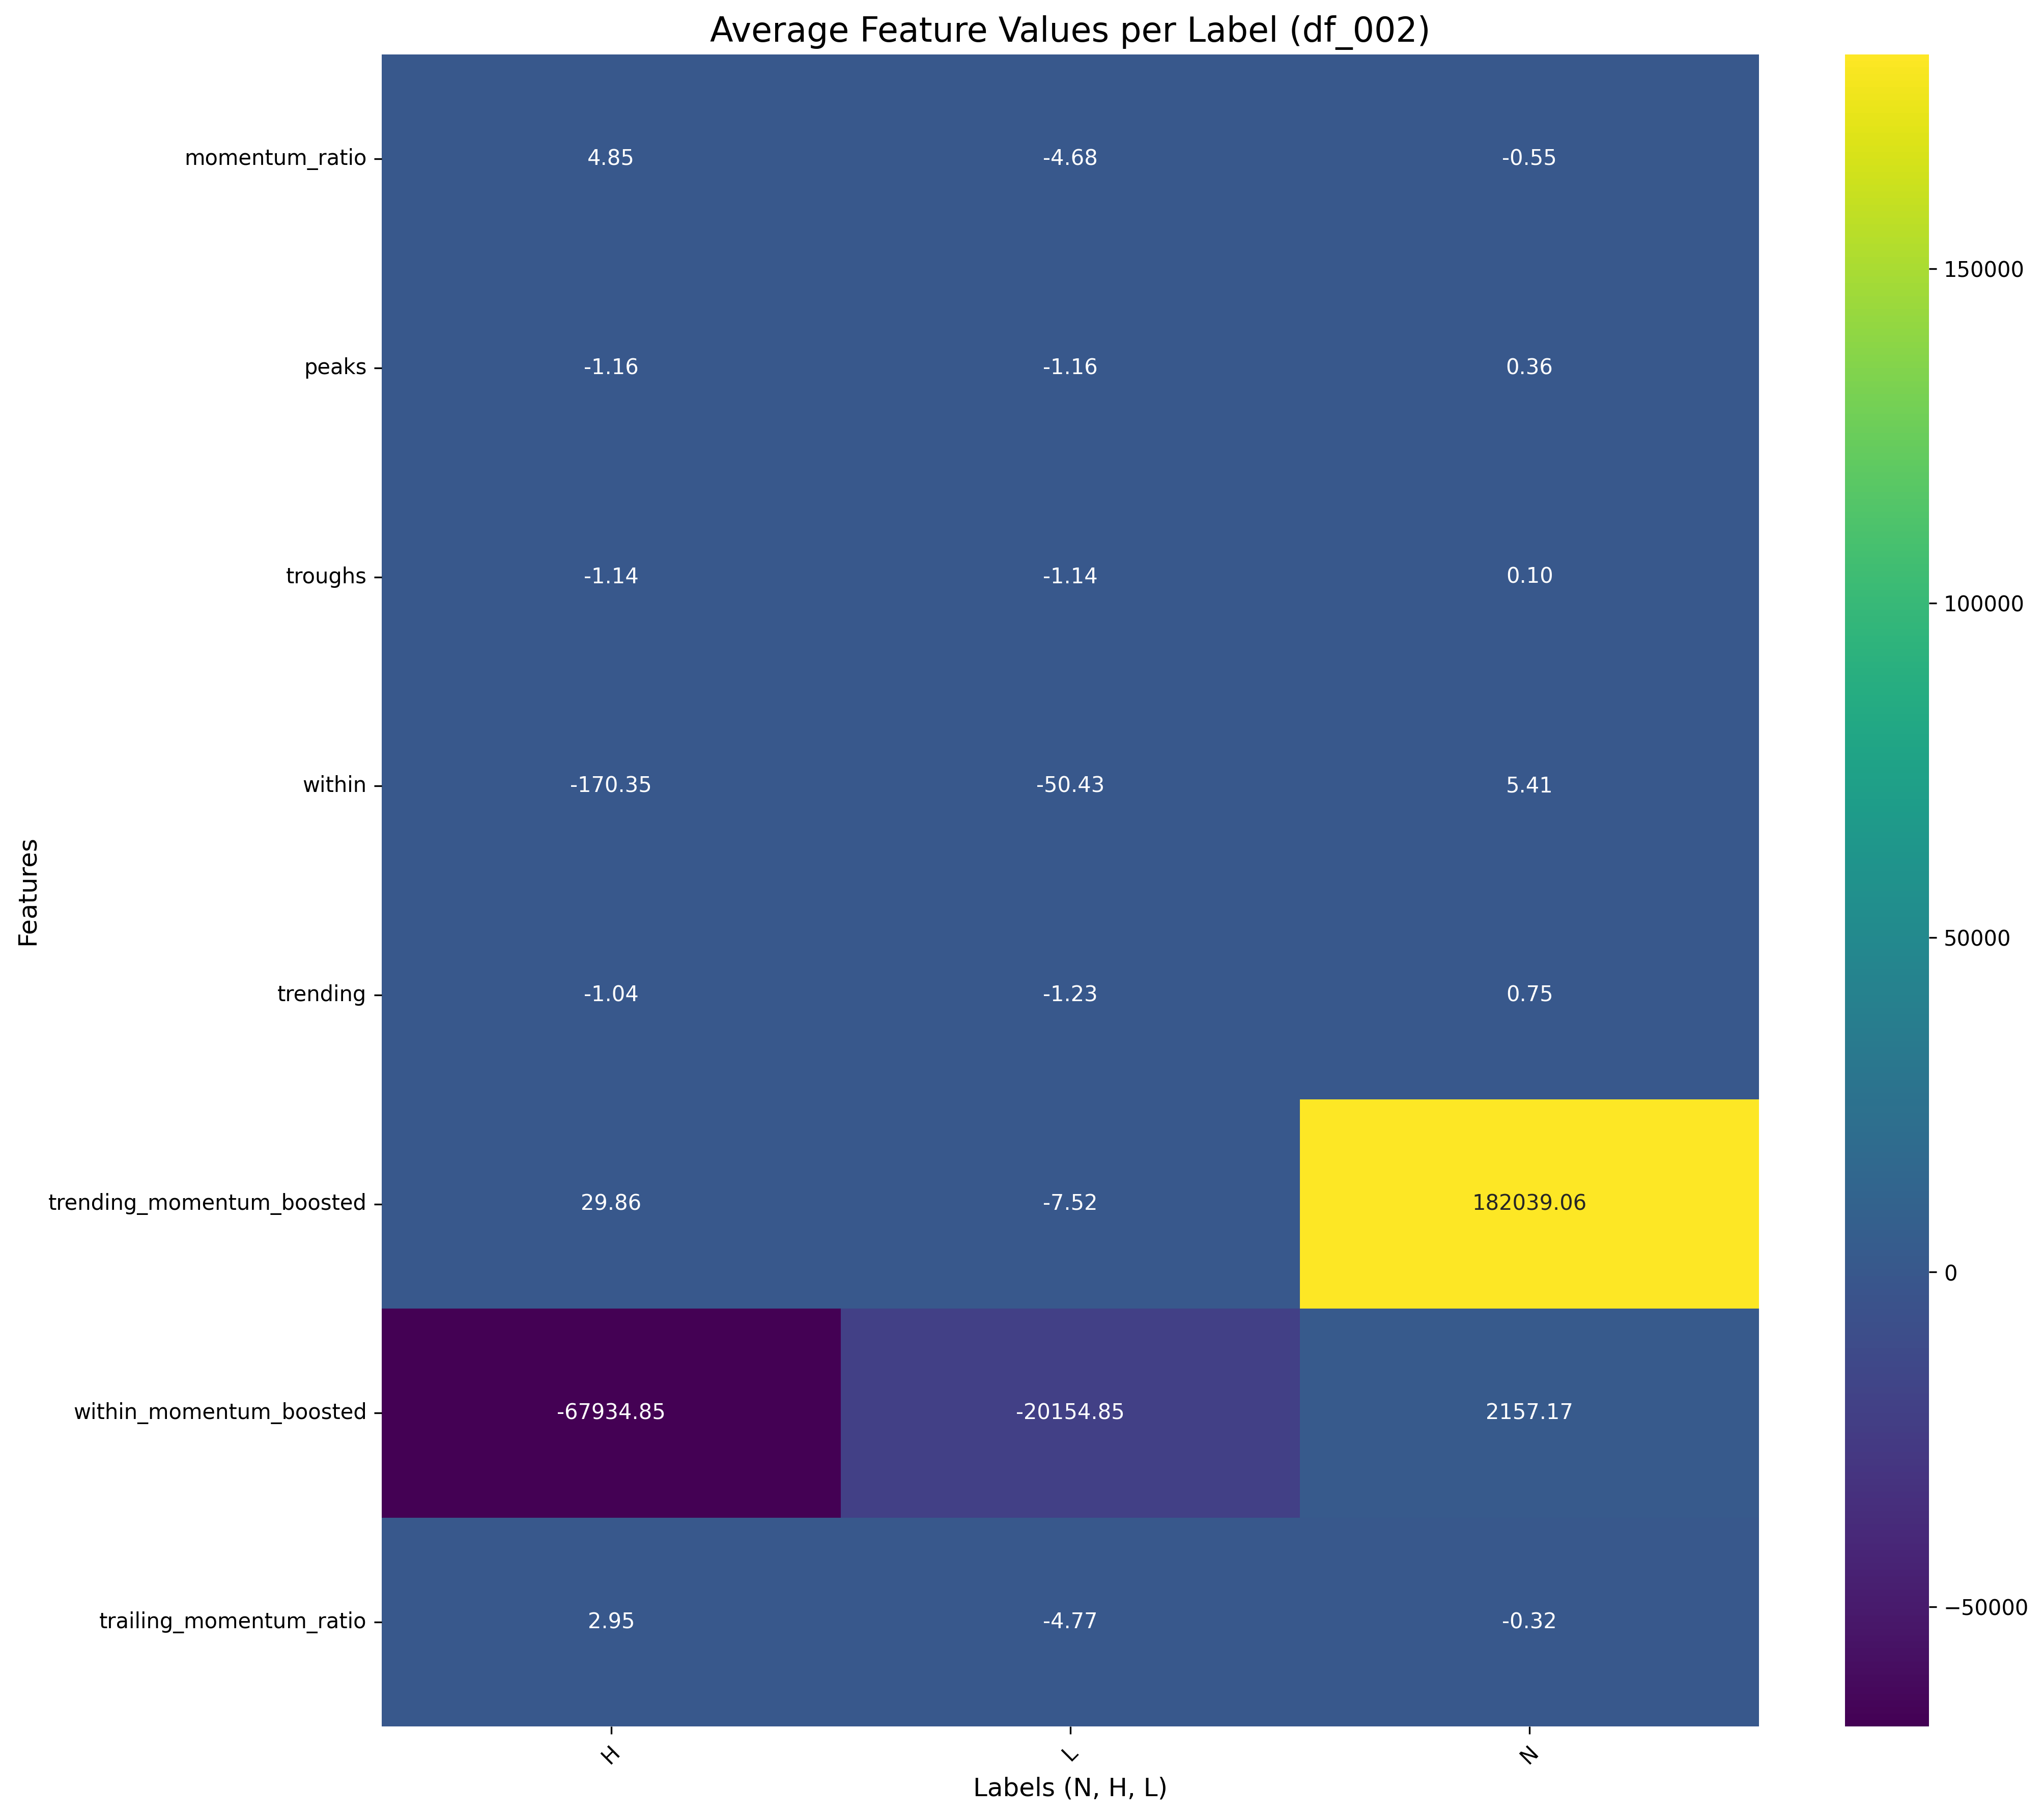 Average Feature Values per Label (df_002)
momentum_ratio 4.85 -4.68 -0.55
peaks -1.16 -1.16 0.36
troughs -1.14 -1.14 0.10
within -170.35 -50.43 5.41
trending -1.04 -1.23 0.75
trending_momentum_boosted 29.86 -7.52 182039.06
within_momentum_boosted -67934.85 -20154.85 2157.17
trailing_momentum_ratio 2.95 -4.77 -0.32
H L N
Labels (N, H, L)
Features
150000
100000
50000
0
−50000